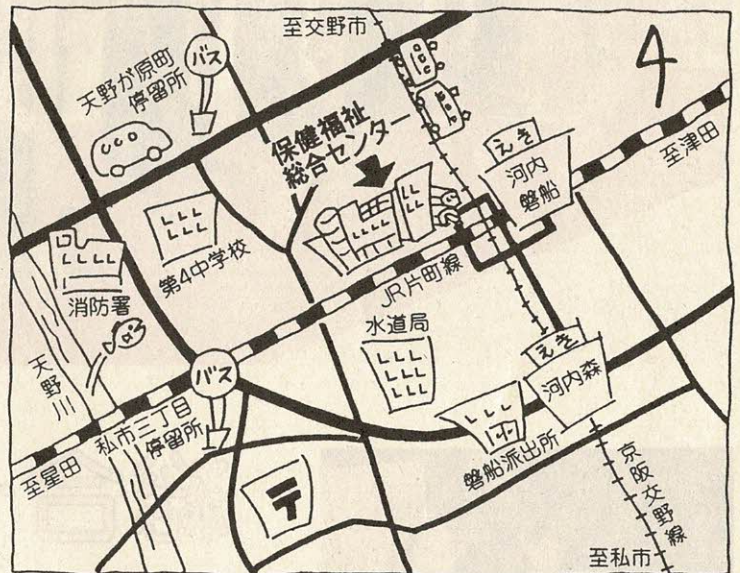 至交野市
4
バス
天野が原町
停留所
保健福祉
総合センター
えき
河内
磐船
至津田
第4中学校
消防署
JR片町線
水道局
天野川
バス
私市三丁目
停留所
えき
河内森
磐船派出所
至星田
〒
京阪交野線
至私市